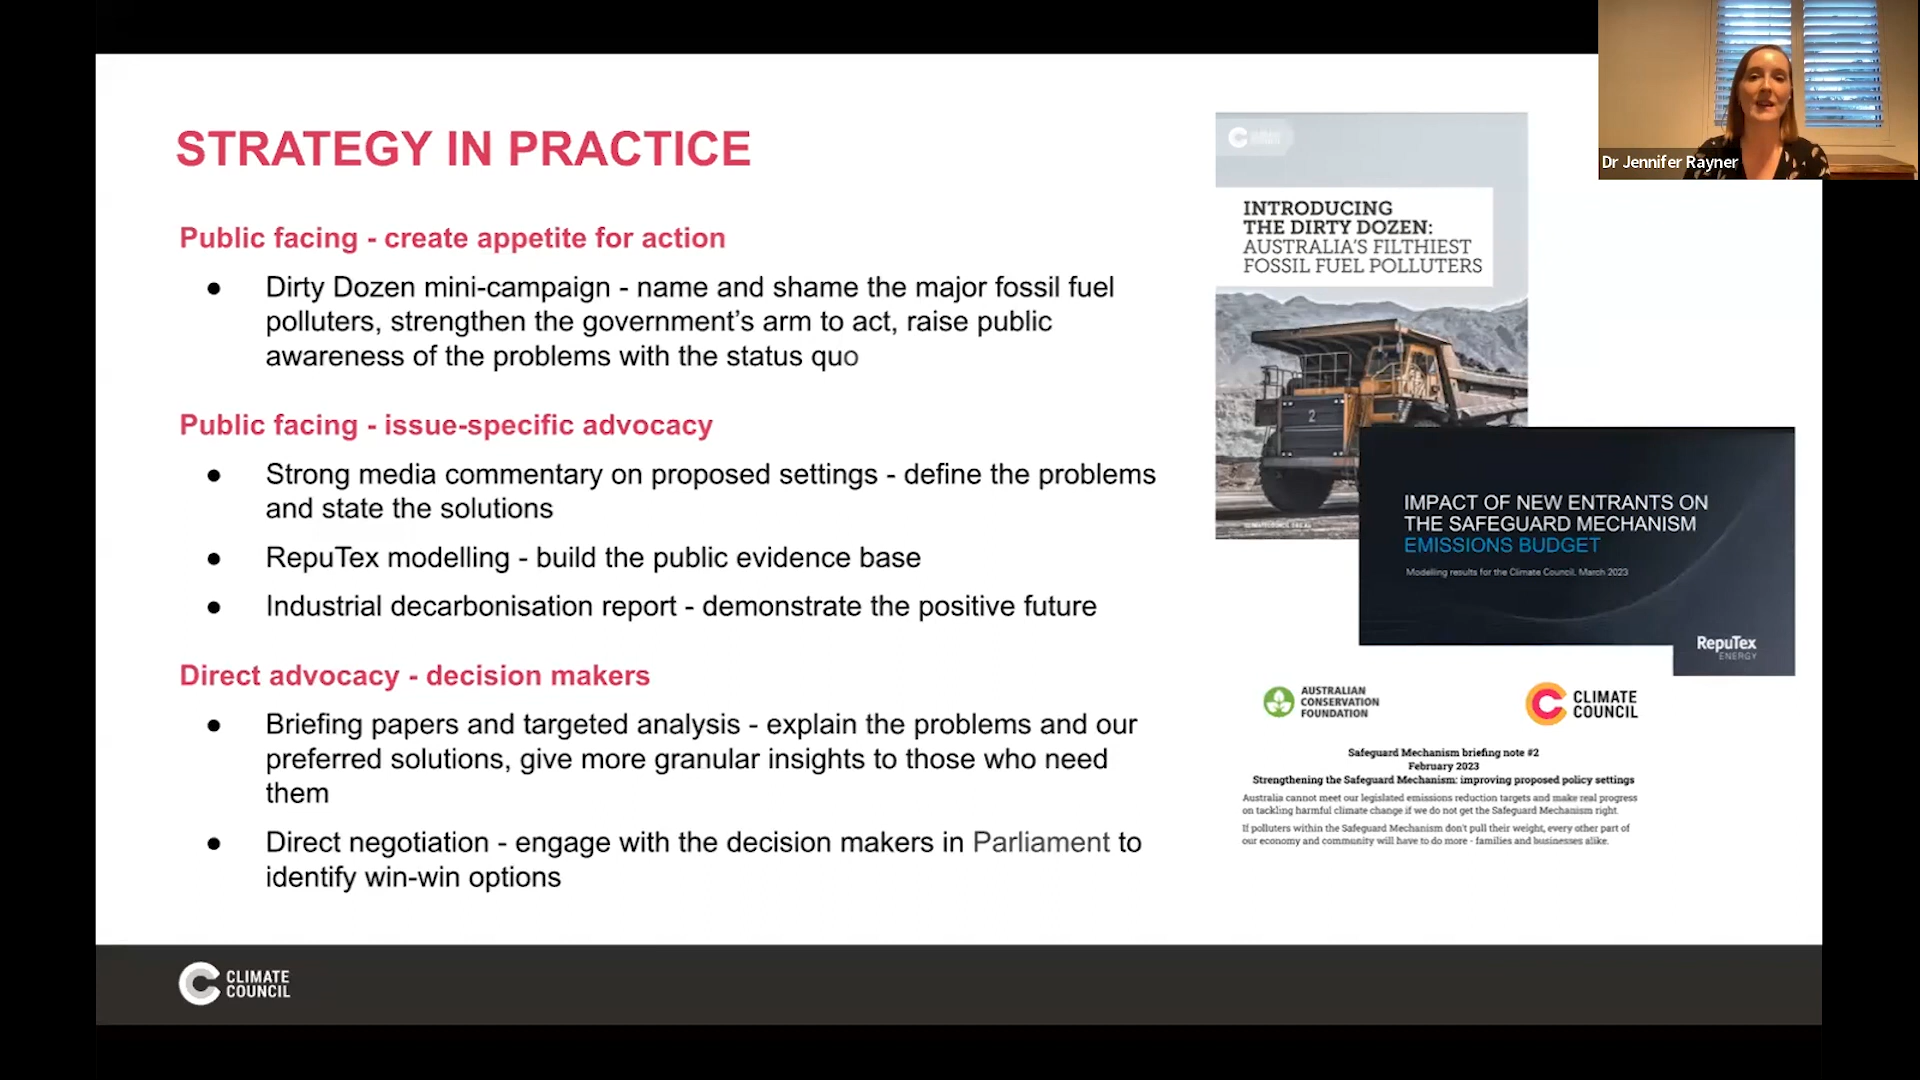 STRATEGY IN PRACTICE
Public facing - create appetite for action
● Dirty Dozen mini-campaign - name and shame the major fossil fuel
polluters, strengthen the government’s arm to act, raise public
awareness of the problems with the status quo
Public facing - issue-specific advocacy
● Strong media commentary on proposed settings - define the problems
and state the solutions
● RepuTex modelling - build the public evidence base
● Industrial decarbonisation report - demonstrate the positive future
Direct advocacy - decision makers
● Briefing papers and targeted analysis - explain the problems and our
preferred solutions, give more granular insights to those who need
them
● Direct negotiation - engage with the decision makers in Parliament to
identify win-win options
INTRODUCING
THE DIRTY DOZEN:
AUSTRALIA’S FILTHIEST
FOSSIL FUEL POLLUTERS
2
IMPACT OF NEW ENTRANTS ON
THE SAFEGUARD MECHANISM
EMISSIONS BUDGET
Modelling results for the Climate Council, March 2023
RepuTex
ENERGY
AUSTRALIAN
CONSERVATION
FOUNDATION
CLIMATE
COUNCIL
Safeguard Mechanism briefing note #2
February 2023
Strengthening the Safeguard Mechanism: improving proposed policy settings
Australia cannot meet our legislated emissions reduction targets and make real progress
on tackling harmful climate change if we do not get the Safeguard Mechanism right.
If polluters within the Safeguard Mechanism don't pull their weight, every other part of
our economy and community will have to do more - families and businesses alike.
Dr Jennifer Rayner
CLIMATE
COUNCIL